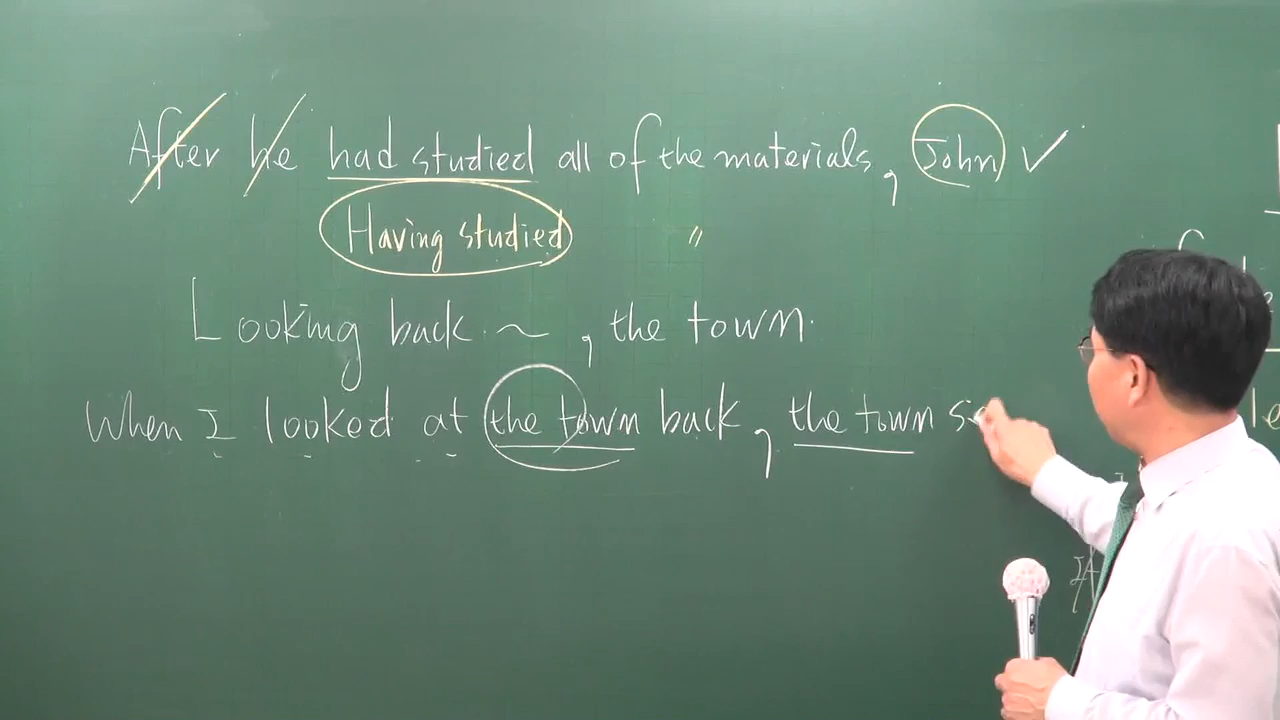 After he had studied all of the materials, John ✓
Having studied "
Looking back ~, the town.
When I looked at the town back, the town